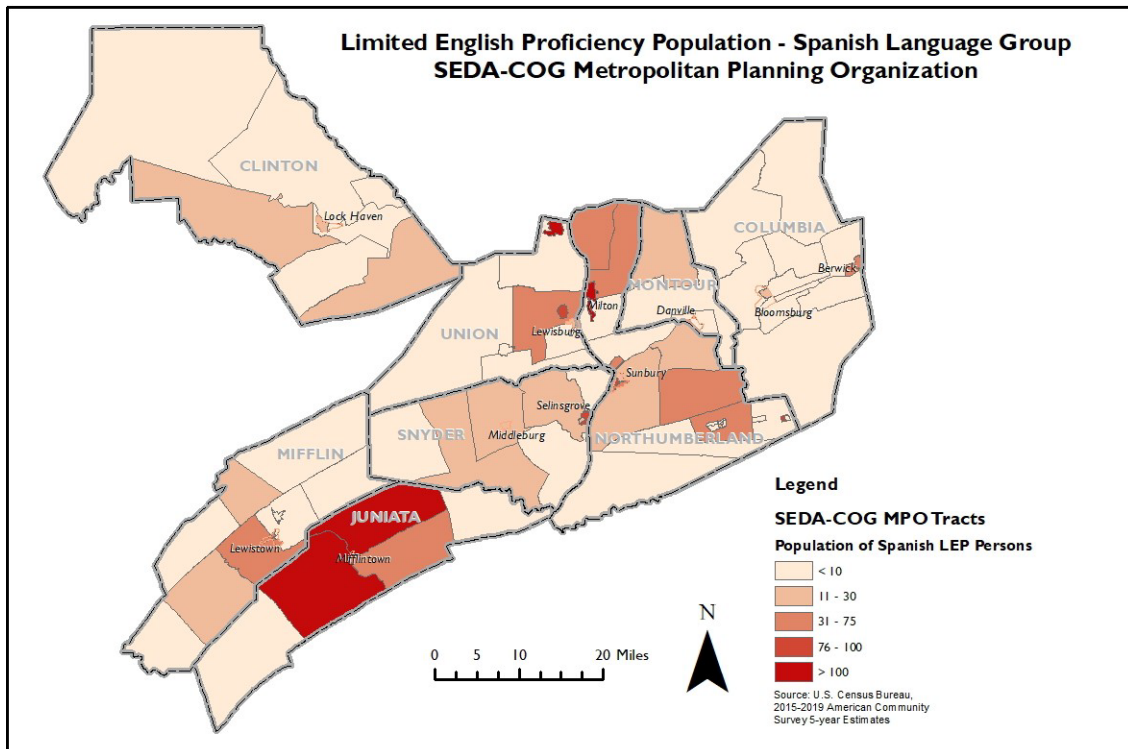 Limited English Proficiency Population - Spanish Language Group
SEDA-COG Metropolitan Planning Organization
CLINTON
Lock Haven
COLUMBIA
Berwick
MONTOUR
Milton
Danville
Bloomsburg
UNION
Lewisburg
Sunbury
Selinsgrove
SNYDER
Middleburg
NORTHUMBERLAND
MIFFLIN
JUNIATA
Lewistown
Mifflintown
N
0 5 10 20 Miles
Legend
SEDA-COG MPO Tracts
Population of Spanish LEP Persons
< 10
11 - 30
31 - 75
76 - 100
> 100
Source: U.S. Census Bureau,
2015-2019 American Community
Survey 5-year Estimates